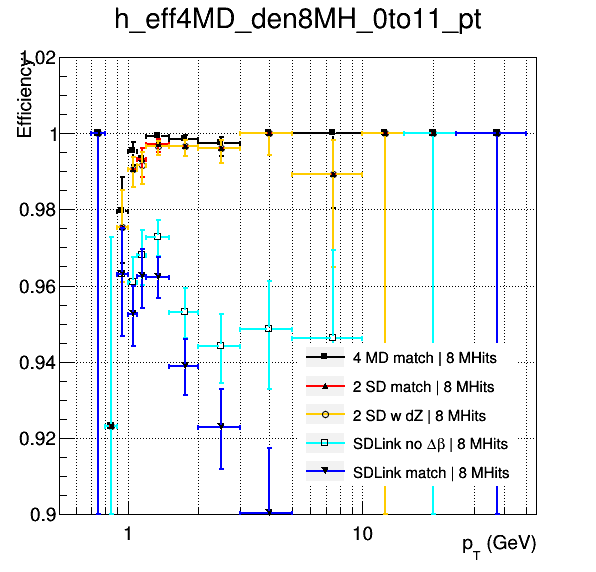 h_eff4MD_den8MH_0to11_pt
Efficiency
1.02
1
0.98
0.96
0.94
0.92
0.9
4 MD match | 8 MHits
2 SD match | 8 MHits
2 SD w dZ | 8 MHits
SDLink no Δβ | 8 MHits
SDLink match | 8 MHits
1
10
p_T (GeV)